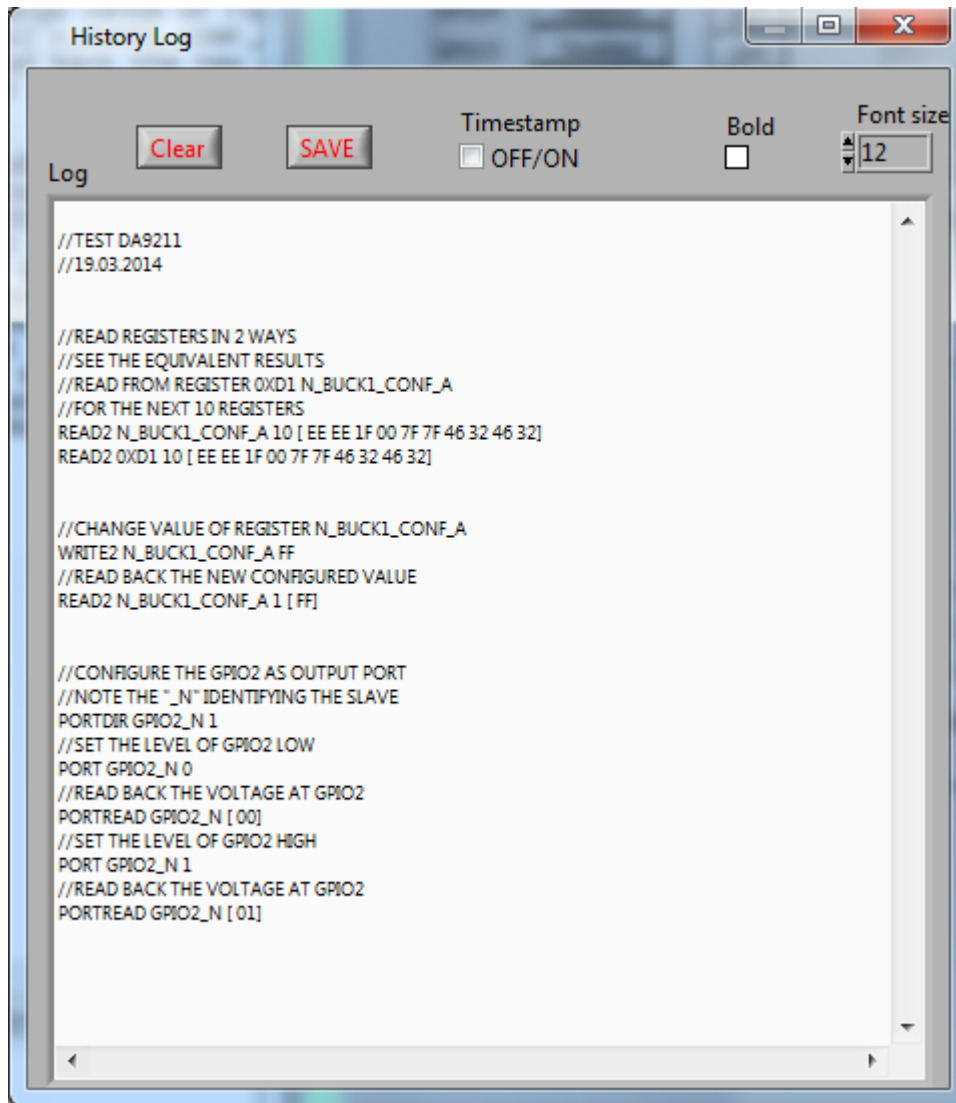 History Log
Log
Clear
SAVE
Timestamp
OFF/ON
Bold
Font size
12
//TEST DA9211
//19.03.2014
//READ REGISTERS IN 2 WAYS
//SEE THE EQUIVALENT RESULTS
//READ FROM REGISTER 0XD1 N_BUCK1_CONF_A
//FOR THE NEXT 10 REGISTERS
READ2 N_BUCK1_CONF_A 10 [ EE EE 1F 00 7F 7F 46 32 46 32]
READ2 0XD1 10 [ EE EE 1F 00 7F 7F 46 32 46 32]
//CHANGE VALUE OF REGISTER N_BUCK1_CONF_A
WRITE2 N_BUCK1_CONF_A FF
//READ BACK THE NEW CONFIGURED VALUE
READ2 N_BUCK1_CONF_A 1 [ FF]
//CONFIGURE THE GPIO2 AS OUTPUT PORT
//NOTE THE "_N" IDENTIFYING THE SLAVE
PORTDIR GPIO2_N 1
//SET THE LEVEL OF GPIO2 LOW
PORT GPIO2_N 0
//READ BACK THE VOLTAGE AT GPIO2
PORTREAD GPIO2_N [ 00]
//SET THE LEVEL OF GPIO2 HIGH
PORT GPIO2_N 1
//READ BACK THE VOLTAGE AT GPIO2
PORTREAD GPIO2_N [ 01]